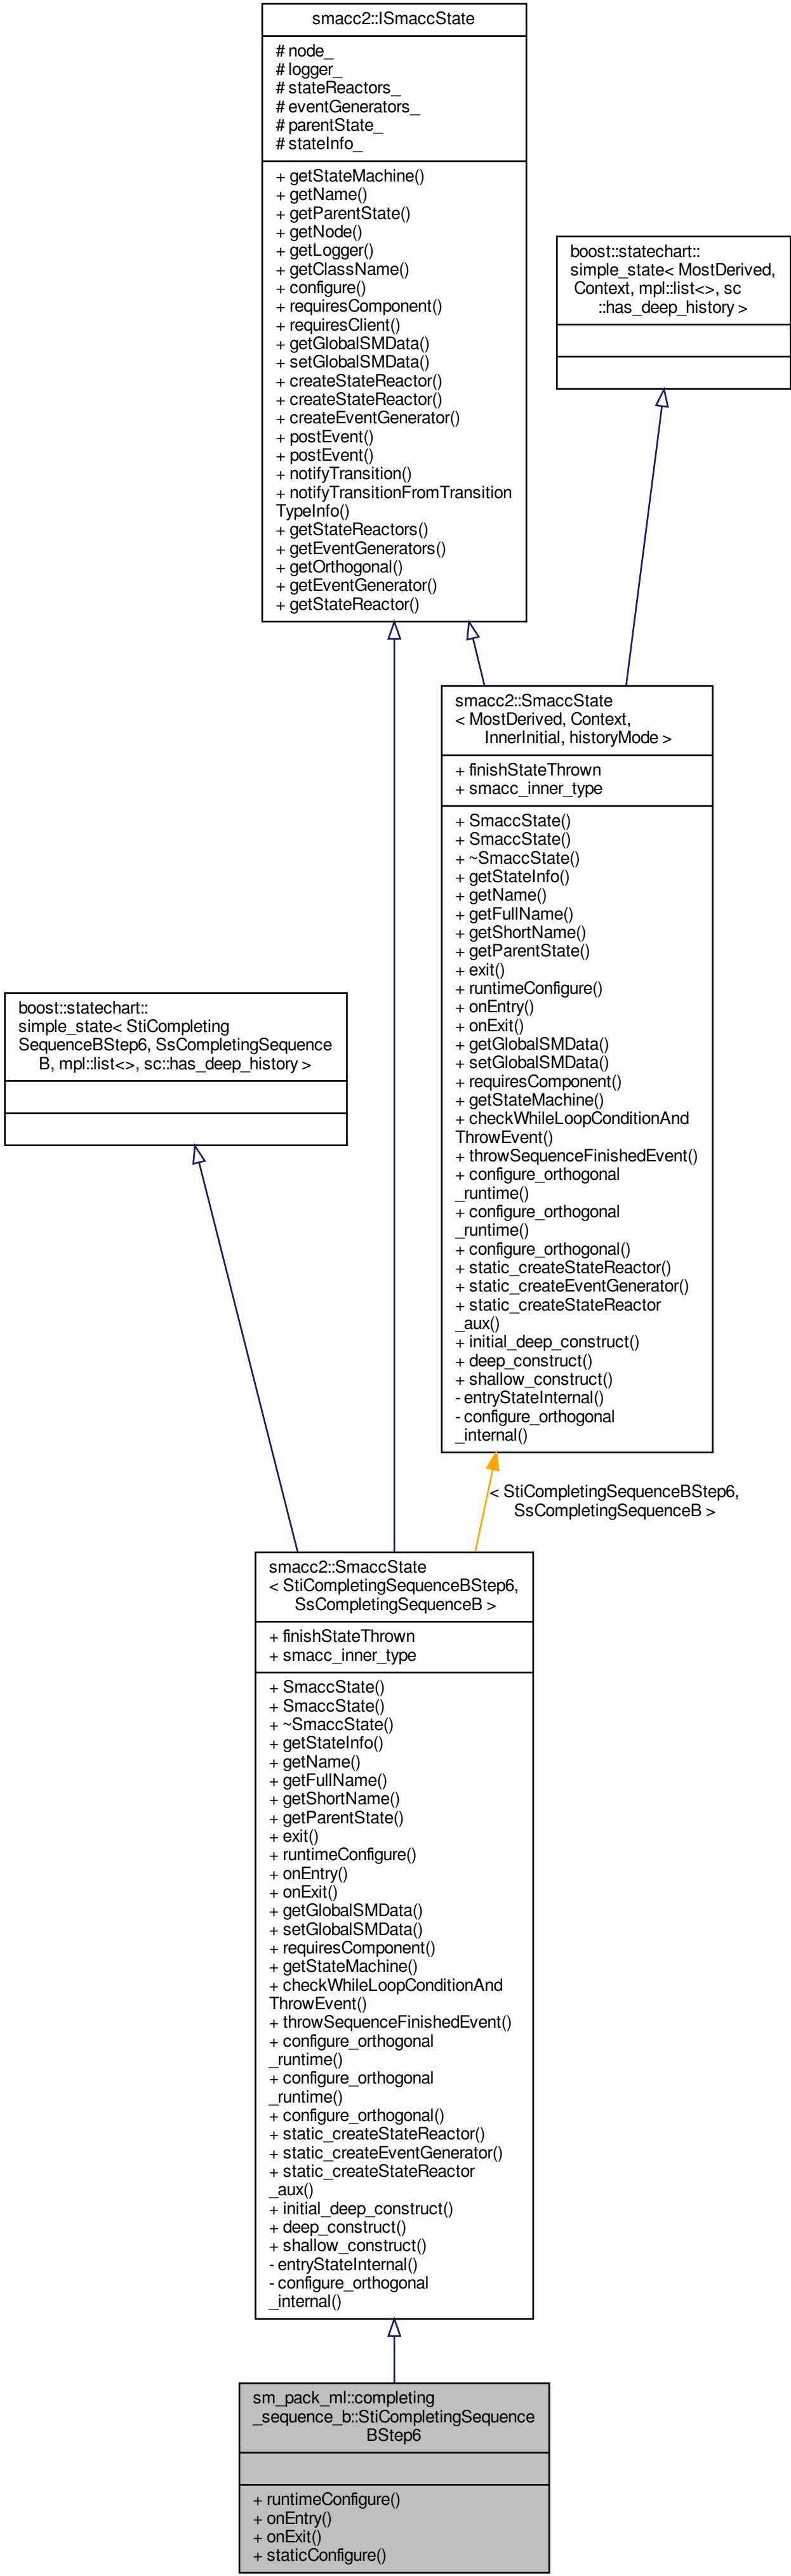 smacc2::ISmaccState
# node_
# logger_
# stateReactors_
# eventGenerators_
# parentState_
# stateInfo_
+ getStateMachine()
+ getName()
+ getParentState()
+ getNode()
+ getLogger()
+ getClassName()
+ configure()
+ requiresComponent()
+ requiresClient()
+ getGlobalSMData()
+ setGlobalSMData()
+ createStateReactor()
+ createStateReactor()
+ createEventGenerator()
+ postEvent()
+ postEvent()
+ notifyTransition()
+ notifyTransitionFromTransition
TypeInfo()
+ getStateReactors()
+ getEventGenerators()
+ getOrthogonal()
+ getEventGenerator()
+ getStateReactor()
boost::statechart::
simple_state< MostDerived,
Context, mpl::list<>, sc
::has_deep_history >
smacc2::SmaccState
< MostDerived, Context,
InnerInitial, historyMode >
+ finishStateThrown
+ smacc_inner_type
+ SmaccState()
+ SmaccState()
+ ~SmaccState()
+ getStateInfo()
+ getName()
+ getFullName()
+ getShortName()
+ getParentState()
+ exit()
+ runtimeConfigure()
+ onEntry()
+ onExit()
+ getGlobalSMData()
+ setGlobalSMData()
+ requiresComponent()
+ getStateMachine()
+ checkWhileLoopConditionAnd
ThrowEvent()
+ throwSequenceFinishedEvent()
+ configure_orthogonal
_runtime()
+ configure_orthogonal
_runtime()
+ configure_orthogonal()
+ static_createStateReactor()
+ static_createEventGenerator()
+ static_createStateReactor
_aux()
+ initial_deep_construct()
+ deep_construct()
+ shallow_construct()
- entryStateInternal()
- configure_orthogonal
_internal()
boost::statechart::
simple_state< StiCompleting
SequenceBStep6, SsCompletingSequence
B, mpl::list<>, sc::has_deep_history >
< StiCompletingSequenceBStep6,
SsCompletingSequenceB >
smacc2::SmaccState
< StiCompletingSequenceBStep6,
SsCompletingSequenceB >
+ finishStateThrown
+ smacc_inner_type
+ SmaccState()
+ SmaccState()
+ ~SmaccState()
+ getStateInfo()
+ getName()
+ getFullName()
+ getShortName()
+ getParentState()
+ exit()
+ runtimeConfigure()
+ onEntry()
+ onExit()
+ getGlobalSMData()
+ setGlobalSMData()
+ requiresComponent()
+ getStateMachine()
+ checkWhileLoopConditionAnd
ThrowEvent()
+ throwSequenceFinishedEvent()
+ configure_orthogonal
_runtime()
+ configure_orthogonal
_runtime()
+ configure_orthogonal()
+ static_createStateReactor()
+ static_createEventGenerator()
+ static_createStateReactor
_aux()
+ initial_deep_construct()
+ deep_construct()
+ shallow_construct()
- entryStateInternal()
- configure_orthogonal
_internal()
sm_pack_ml::completing
_sequence_b::StiCompletingSequence
BStep6
+ runtimeConfigure()
+ onEntry()
+ onExit()
+ staticConfigure()